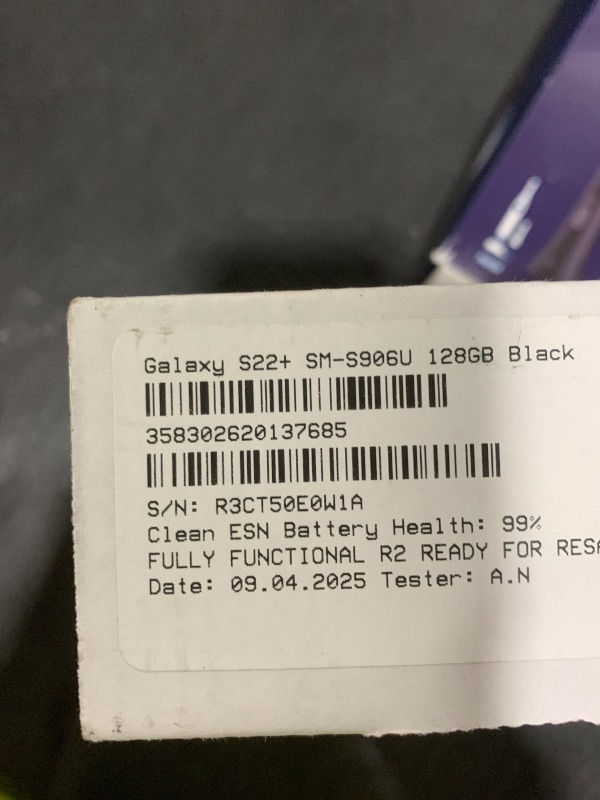 Galaxy S22+ SM-S906U 128GB Black
358302620137685
S/N: R3CT50E0W1A
Clean ESN Battery Health: 99%
FULLY FUNCTIONAL R2 READY FOR
Date: 09.04.2025 Tester: A.N